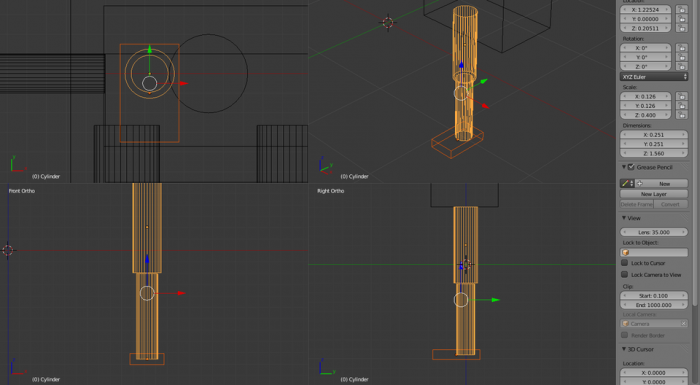 Location:
X: 1.22524
Y: 0.00000
Z: 0.20511
Rotation:
X: 0°
Y: 0°
Z: 0°
XYZ Euler
Scale:
X: 0.126
Y: 0.126
Z: 0.400
Dimensions:
X: 0.251
Y: 0.251
Z: 1.560
Grease Pencil
New
New Layer
Delete Frame Convert
View
Lens: 35.000
Lock to Object:
Lock to Cursor
Lock Camera to View
Clip:
Start: 0.100
End: 1000.000
Local Camera:
Camera
Render Border
3D Cursor
Location:
X: 0.0000
Y: 0.0000
(0) Cylinder
(0) Cylinder
Front Ortho
Right Ortho
(0) Cylinder
(0) Cylinder